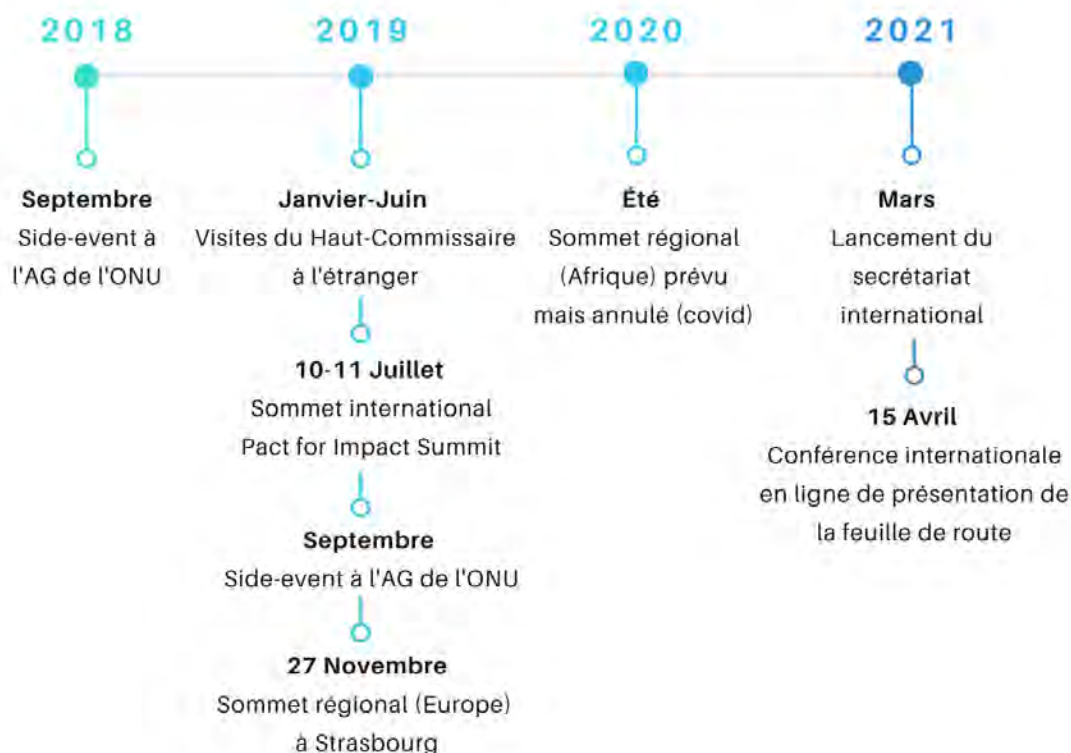 2018
Septembre
Side-event à
l'AG de l'ONU
2019
Janvier-Juin
Visites du Haut-Commissaire
à l'étranger
10-11 Juillet
Sommet international
Pact for Impact Summit
Septembre
Side-event à l'AG de l'ONU
27 Novembre
Sommet régional (Europe)
à Strasbourg
2020
Été
Sommet régional
(Afrique) prévu
mais annulé (covid)
2021
Mars
Lancement du
secrétariat
international
15 Avril
Conférence internationale
en ligne de présentation de
la feuille de route